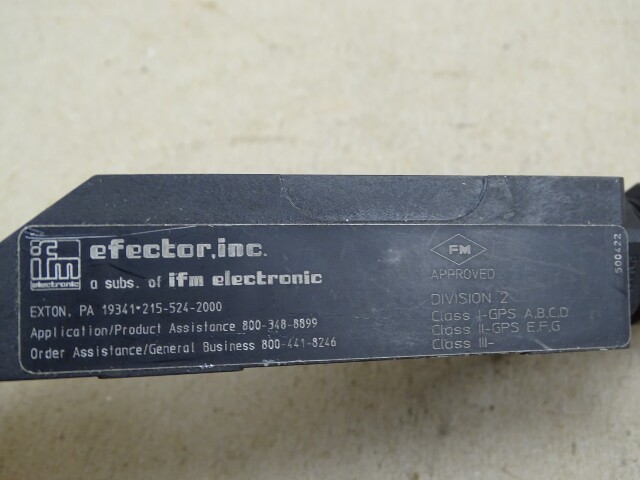 ifm
electronic
efector,inc.
a subs. of ifm electronic
EXTON, PA 19341•215-524-2000
Application/Product Assistance 800-348-8899
Order Assistance/General Business 800-441-8246
FM
APPROVED
DIVISION 2
Class I-GPS A,B,C,D
Class II-GPS E,F,G
Class III-
500422